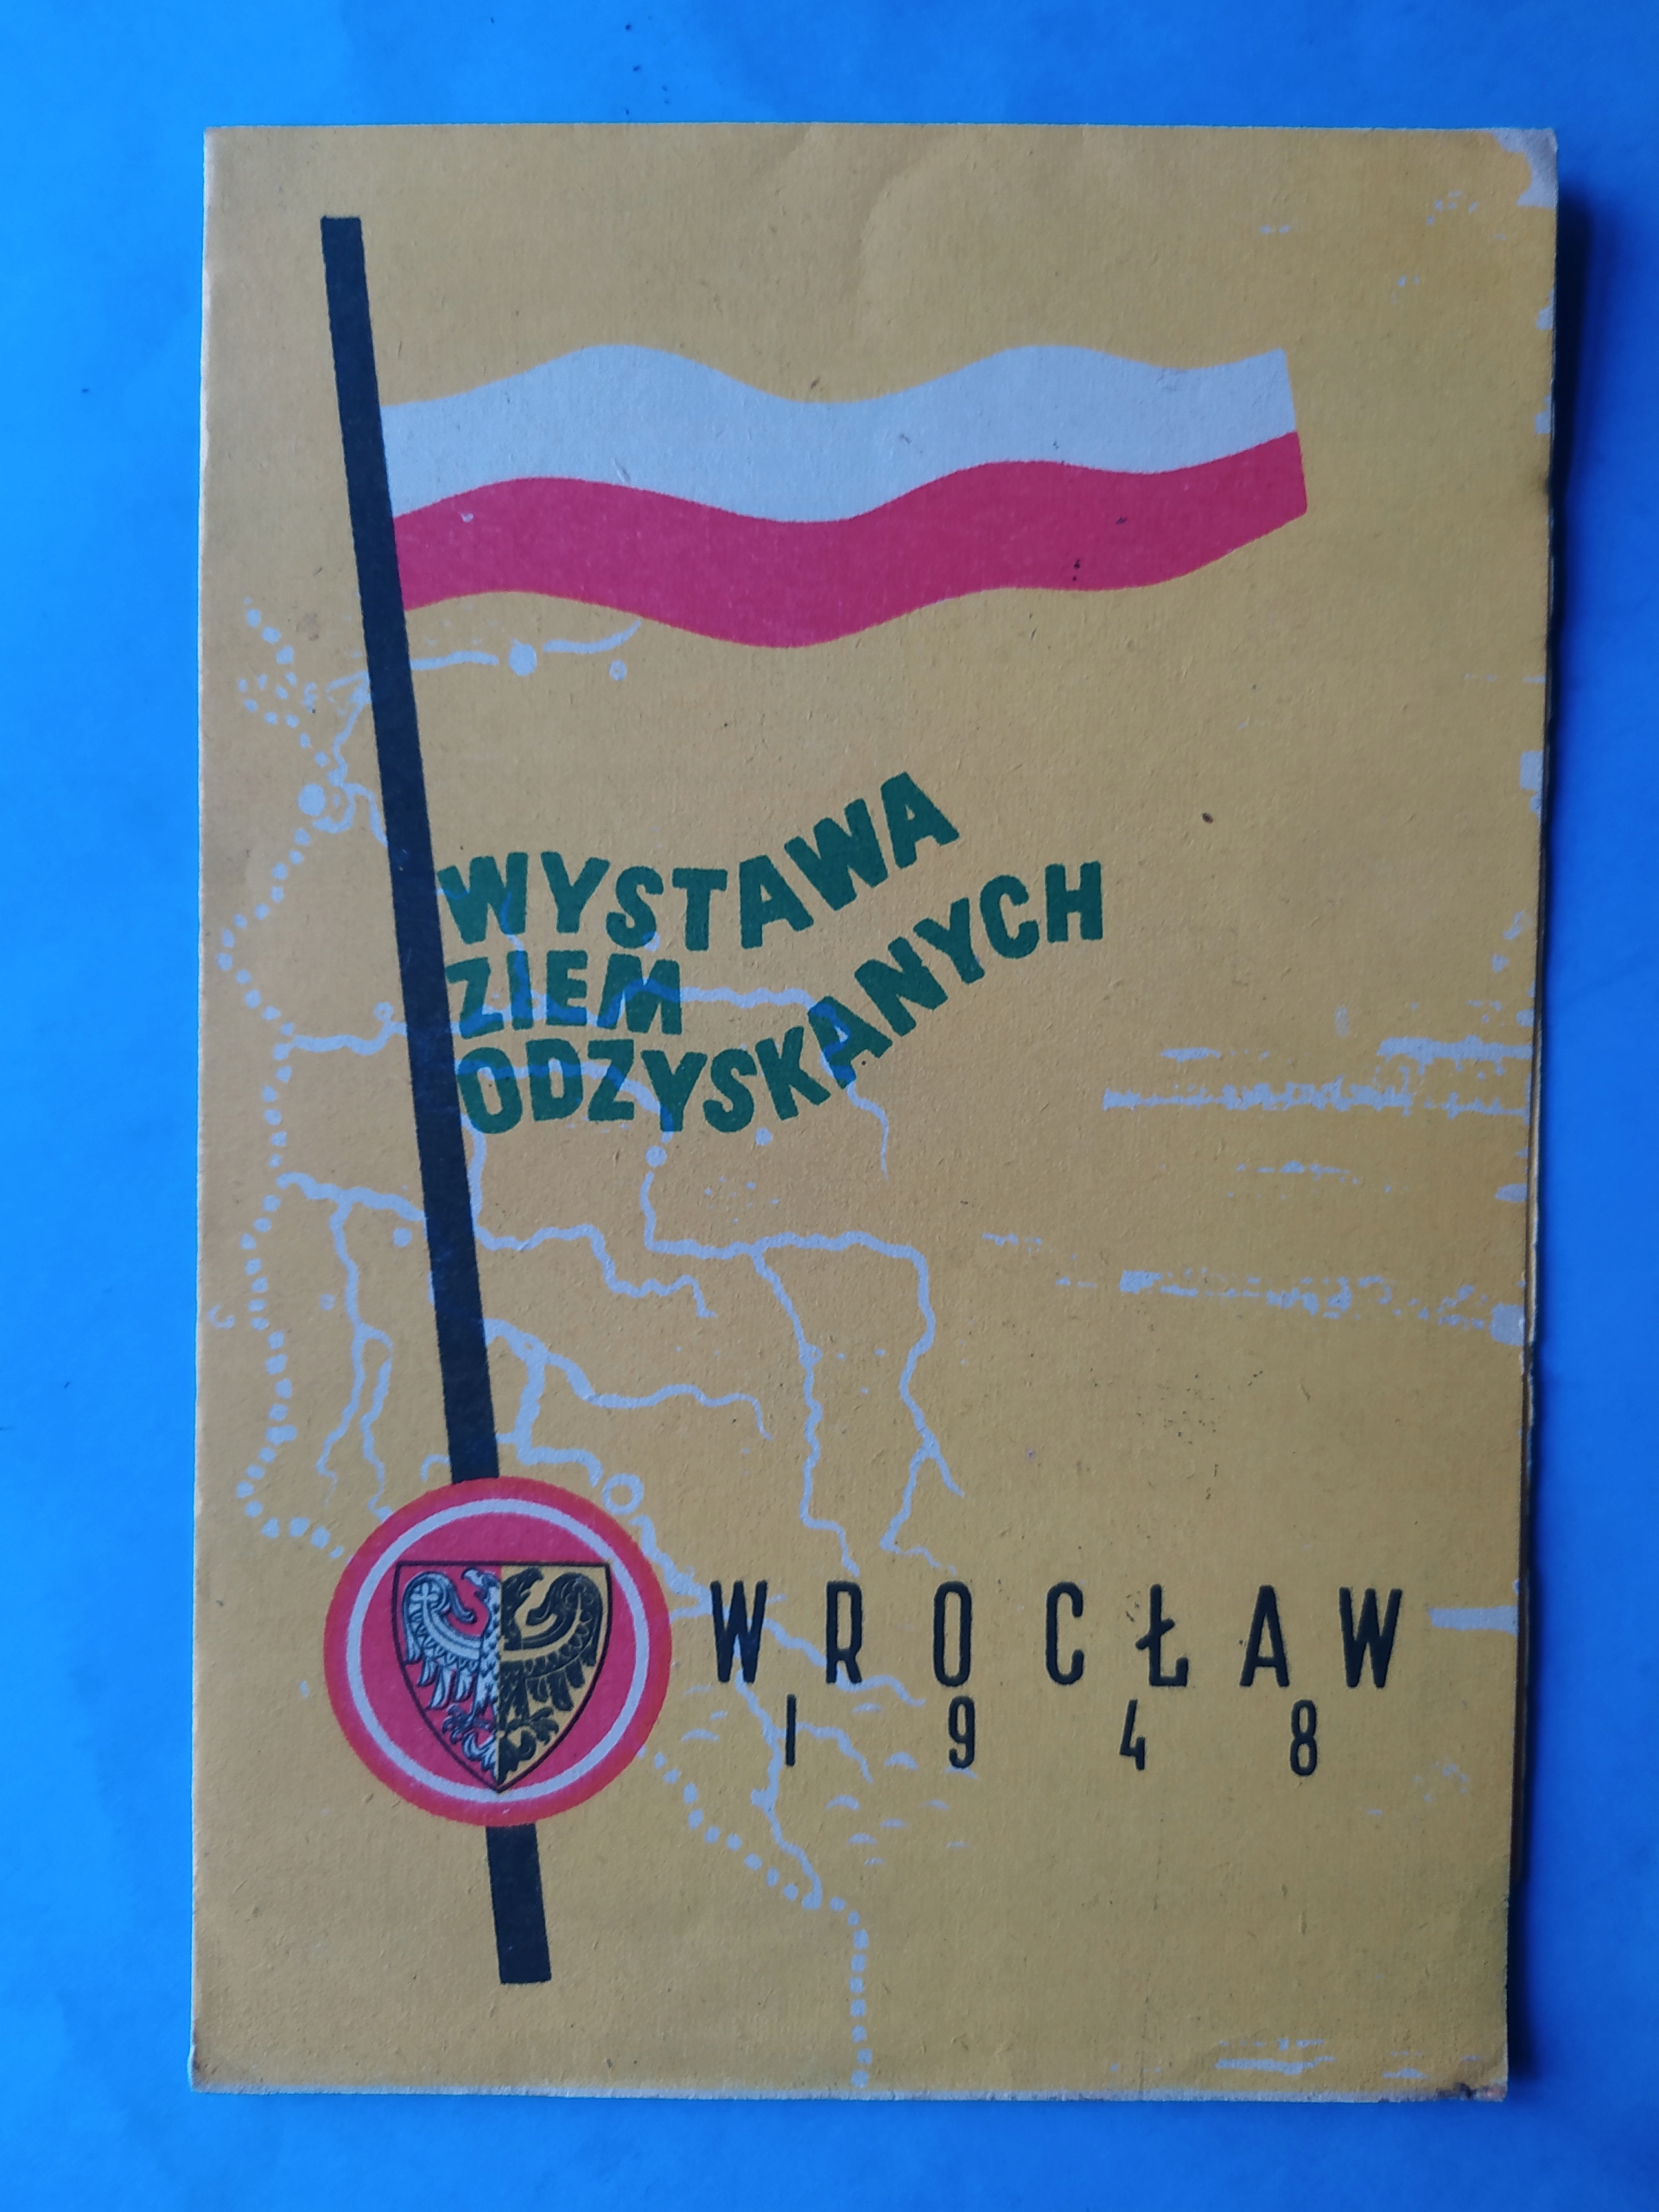 WYSTAWA
ZIEM
ODZYSKANYCH
WROCŁAW
1948